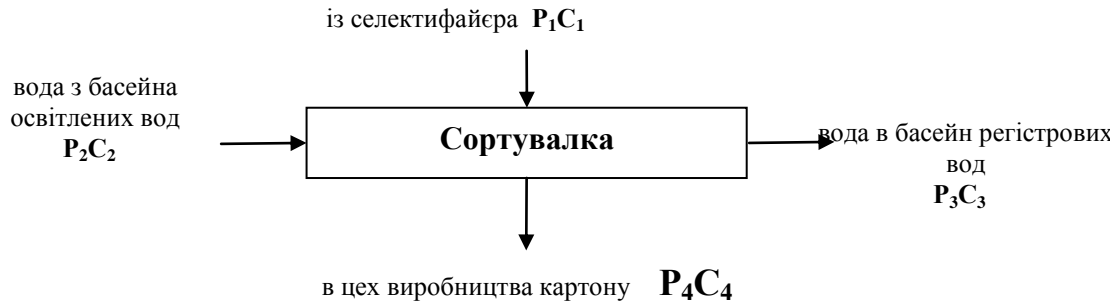 із селектифайєра P₁C₁
вода з басейна
освітлених вод
P₂C₂
Сортувалка
вода в басейн регістрових
вод
P₃C₃
в цех виробництва картону P₄C₄